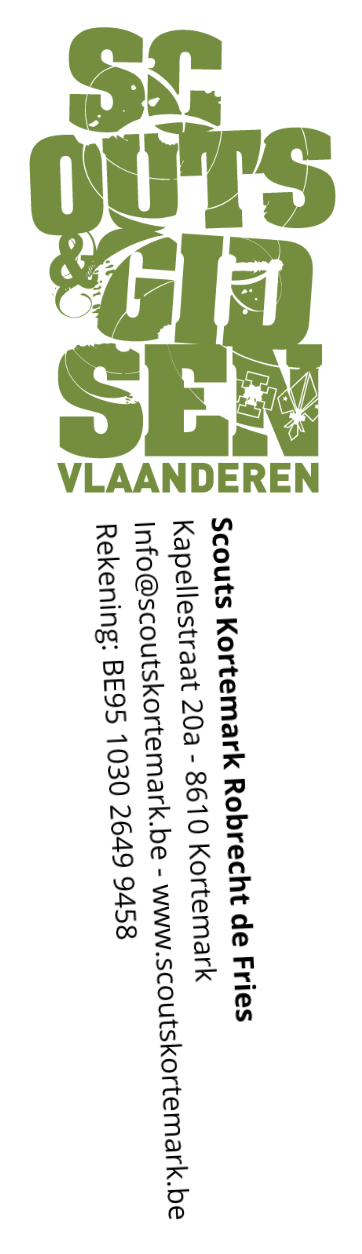 SC
OUTS
& GID
SEN
VLAANDEREN
Scouts Kortemark Robrecht de Fries
Kapellestraat 20a - 8610 Kortemark
Info@scoutskortemark.be - www.scoutskortemark.be
Rekening: BE95 1030 2649 9458